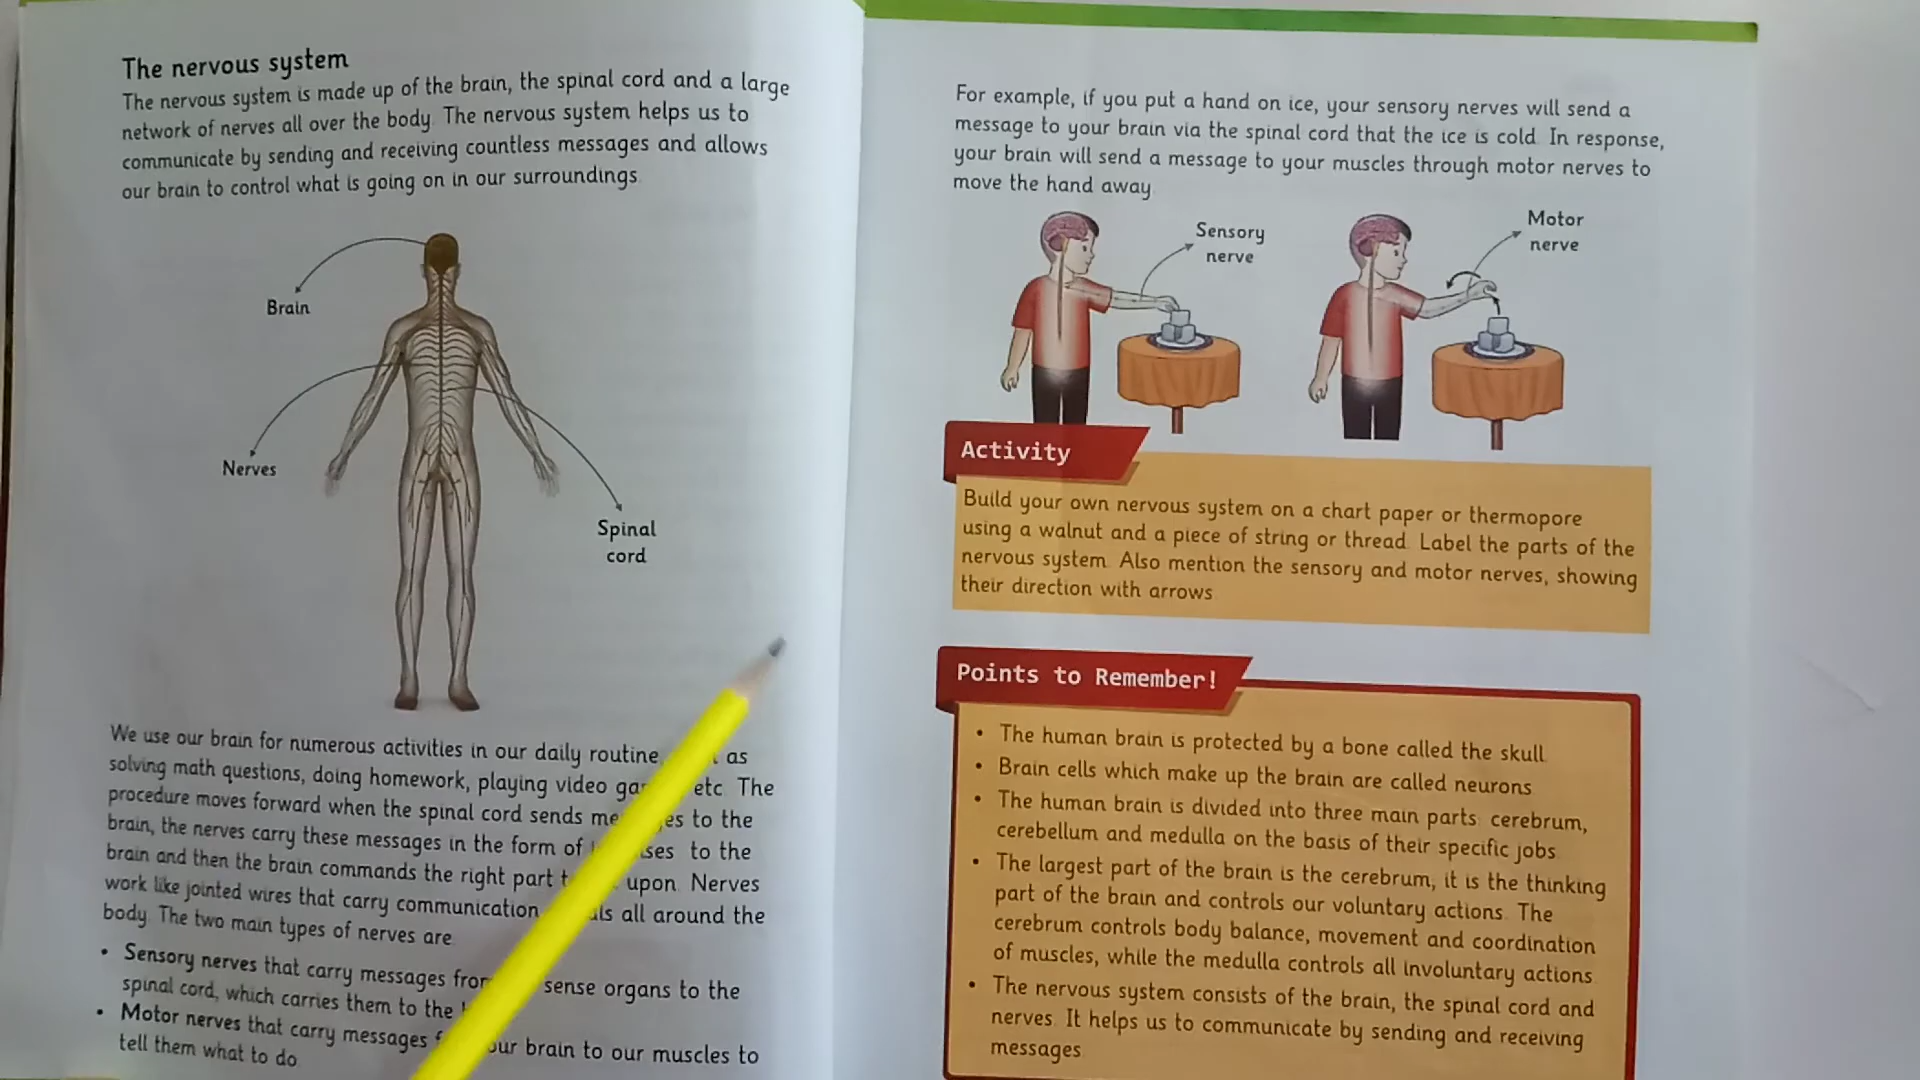 The nervous system
The nervous system is made up of the brain, the spinal cord and a large
network of nerves all over the body. The nervous system helps us to
communicate by sending and receiving countless messages and allows
our brain to control what is going on in our surroundings.
Brain
Nerves
Spinal
cord
We use our brain for numerous activities in our daily routine, as
solving math questions, doing homework, playing video etc. The
procedure moves forward when the spinal cord sends to the
brain, the nerves carry these messages in the form of to the
brain and then the brain commands the right part upon. Nerves
work like jointed wires that carry communication all around the
body. The two main types of nerves are
• Sensory nerves that carry messages sense organs to the
spinal cord, which carries them to the
• Motor nerves that carry messages our brain to our muscles to
tell them what to do
For example, if you put a hand on ice, your sensory nerves will send a
message to your brain via the spinal cord that the ice is cold. In response,
your brain will send a message to your muscles through motor nerves to
move the hand away.
Sensory
nerve
Motor
nerve
Activity
Build your own nervous system on a chart paper or thermopore
using a walnut and a piece of string or thread. Label the parts of the
nervous system. Also mention the sensory and motor nerves, showing
their direction with arrows
Points to Remember!
• The human brain is protected by a bone called the skull.
• Brain cells which make up the brain are called neurons
• The human brain is divided into three main parts cerebrum,
cerebellum and medulla on the basis of their specific jobs
• The largest part of the brain is the cerebrum, it is the thinking
part of the brain and controls our voluntary actions. The
cerebrum controls body balance, movement and coordination
of muscles, while the medulla controls all involuntary actions
• The nervous system consists of the brain, the spinal cord and
nerves. It helps us to communicate by sending and receiving
messages